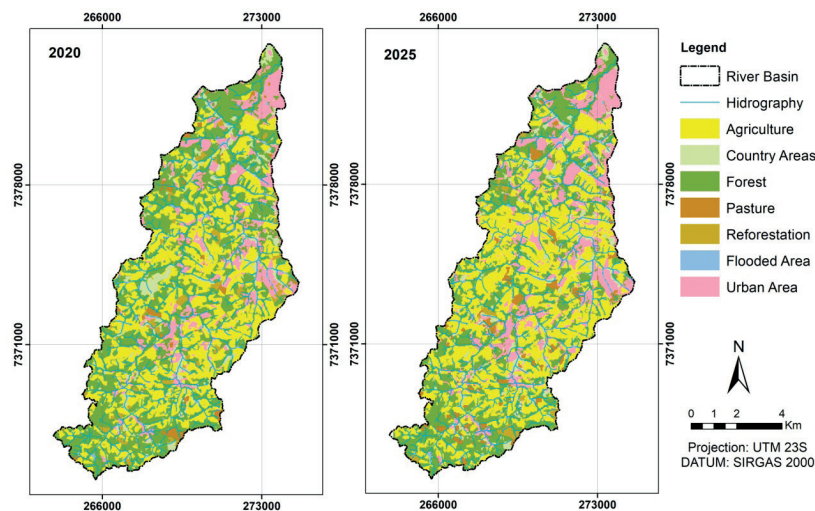 266000 273000 266000 273000
2020
2025
Legend
River Basin
Hidrography
Agriculture
Country Areas
Forest
Pasture
Reforestation
Flooded Area
Urban Area
7378000 7378000 7378000
7371000 7371000 7371000
N
0 1 2 4
Km
Projection: UTM 23S
DATUM: SIRGAS 2000
266000 273000 266000 273000